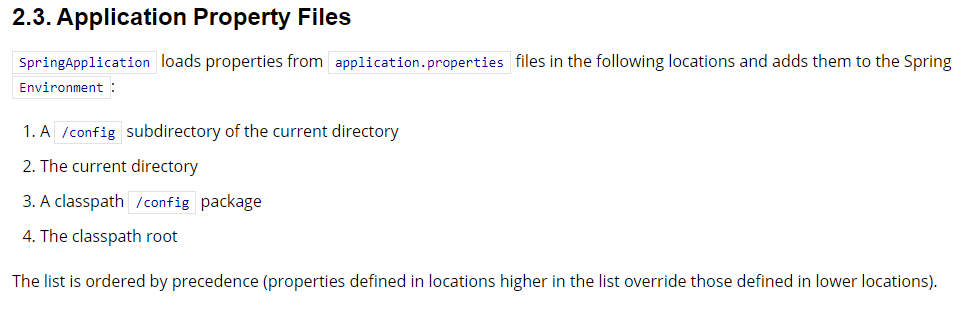 2.3. Application Property Files
SpringApplication loads properties from application.properties files in the following locations and adds them to the Spring
Environment :
1. A /config subdirectory of the current directory
2. The current directory
3. A classpath /config package
4. The classpath root
The list is ordered by precedence (properties defined in locations higher in the list override those defined in lower locations).